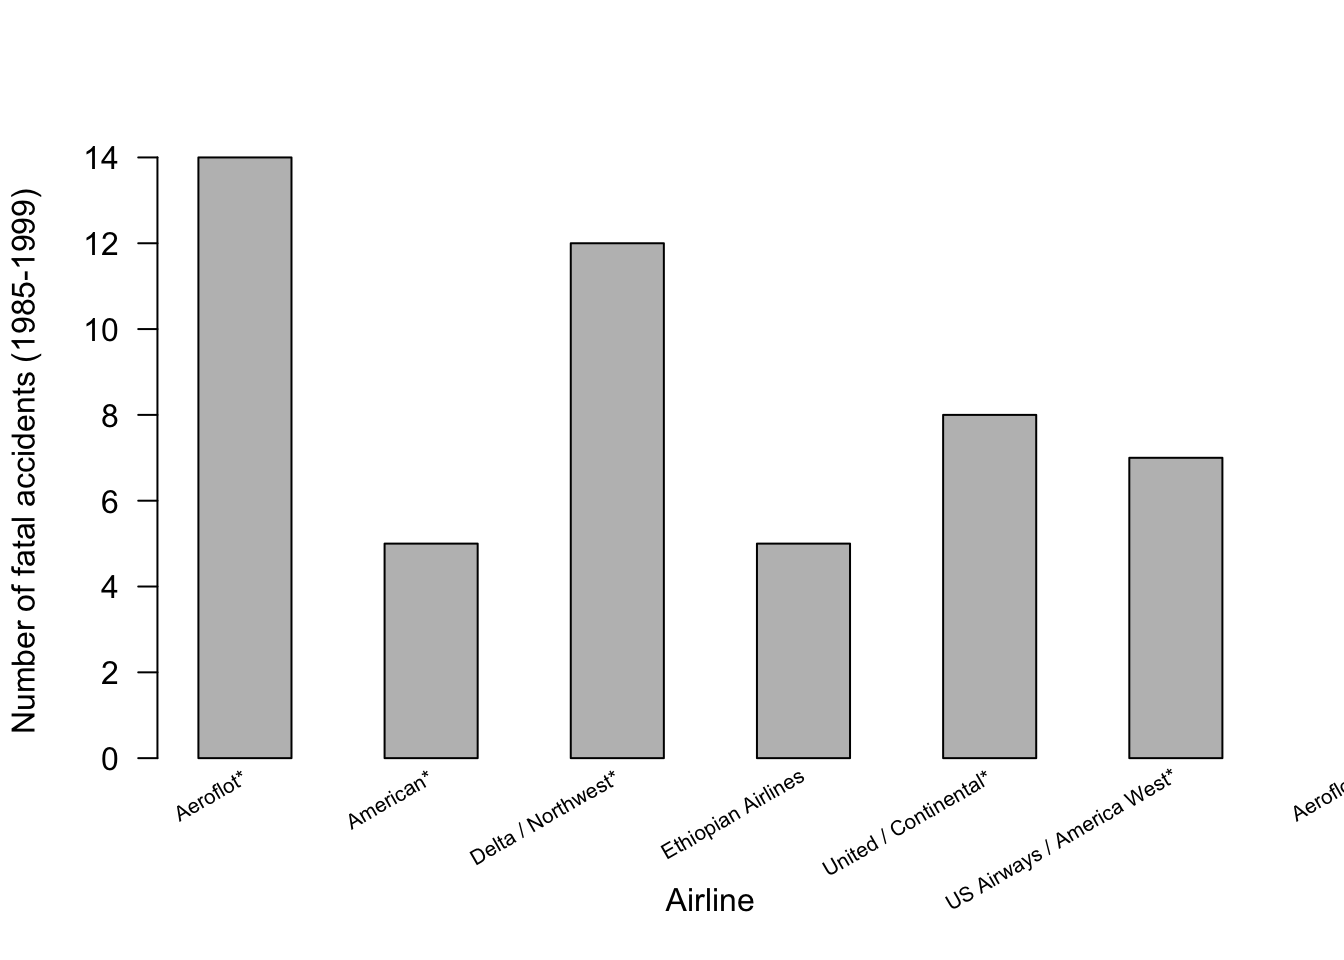 Number of fatal accidents (1985-1999)
14
12
10
8
6
4
2
0
Aeroflot*
American*
Delta / Northwest*
Ethiopian Airlines
United / Continental*
US Airways / America West*
Airline